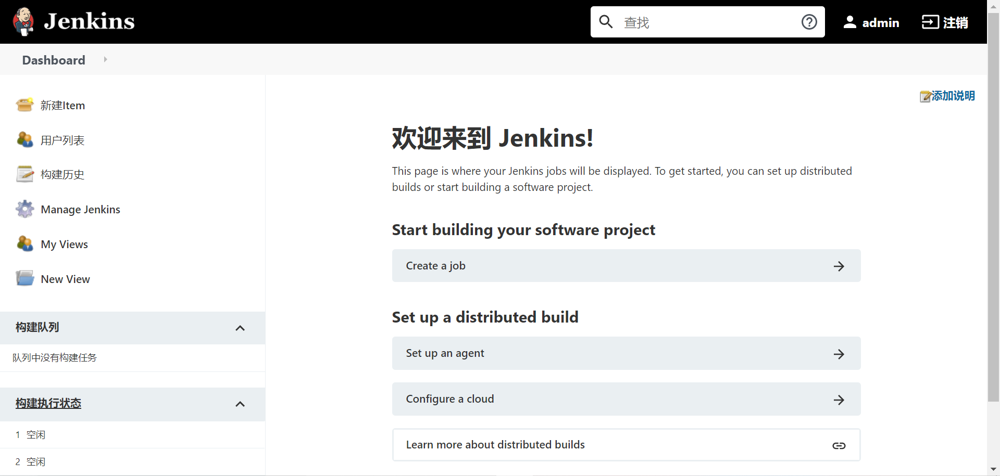 Jenkins
查找
admin
注销
Dashboard
新建Item
用户列表
构建历史
Manage Jenkins
My Views
New View
构建队列
队列中没有构建任务
构建执行状态
1 空闲
2 空闲
添加说明
欢迎来到 Jenkins!
This page is where your Jenkins jobs will be displayed. To get started, you can set up distributed
builds or start building a software project.
Start building your software project
Create a job
Set up a distributed build
Set up an agent
Configure a cloud
Learn more about distributed builds